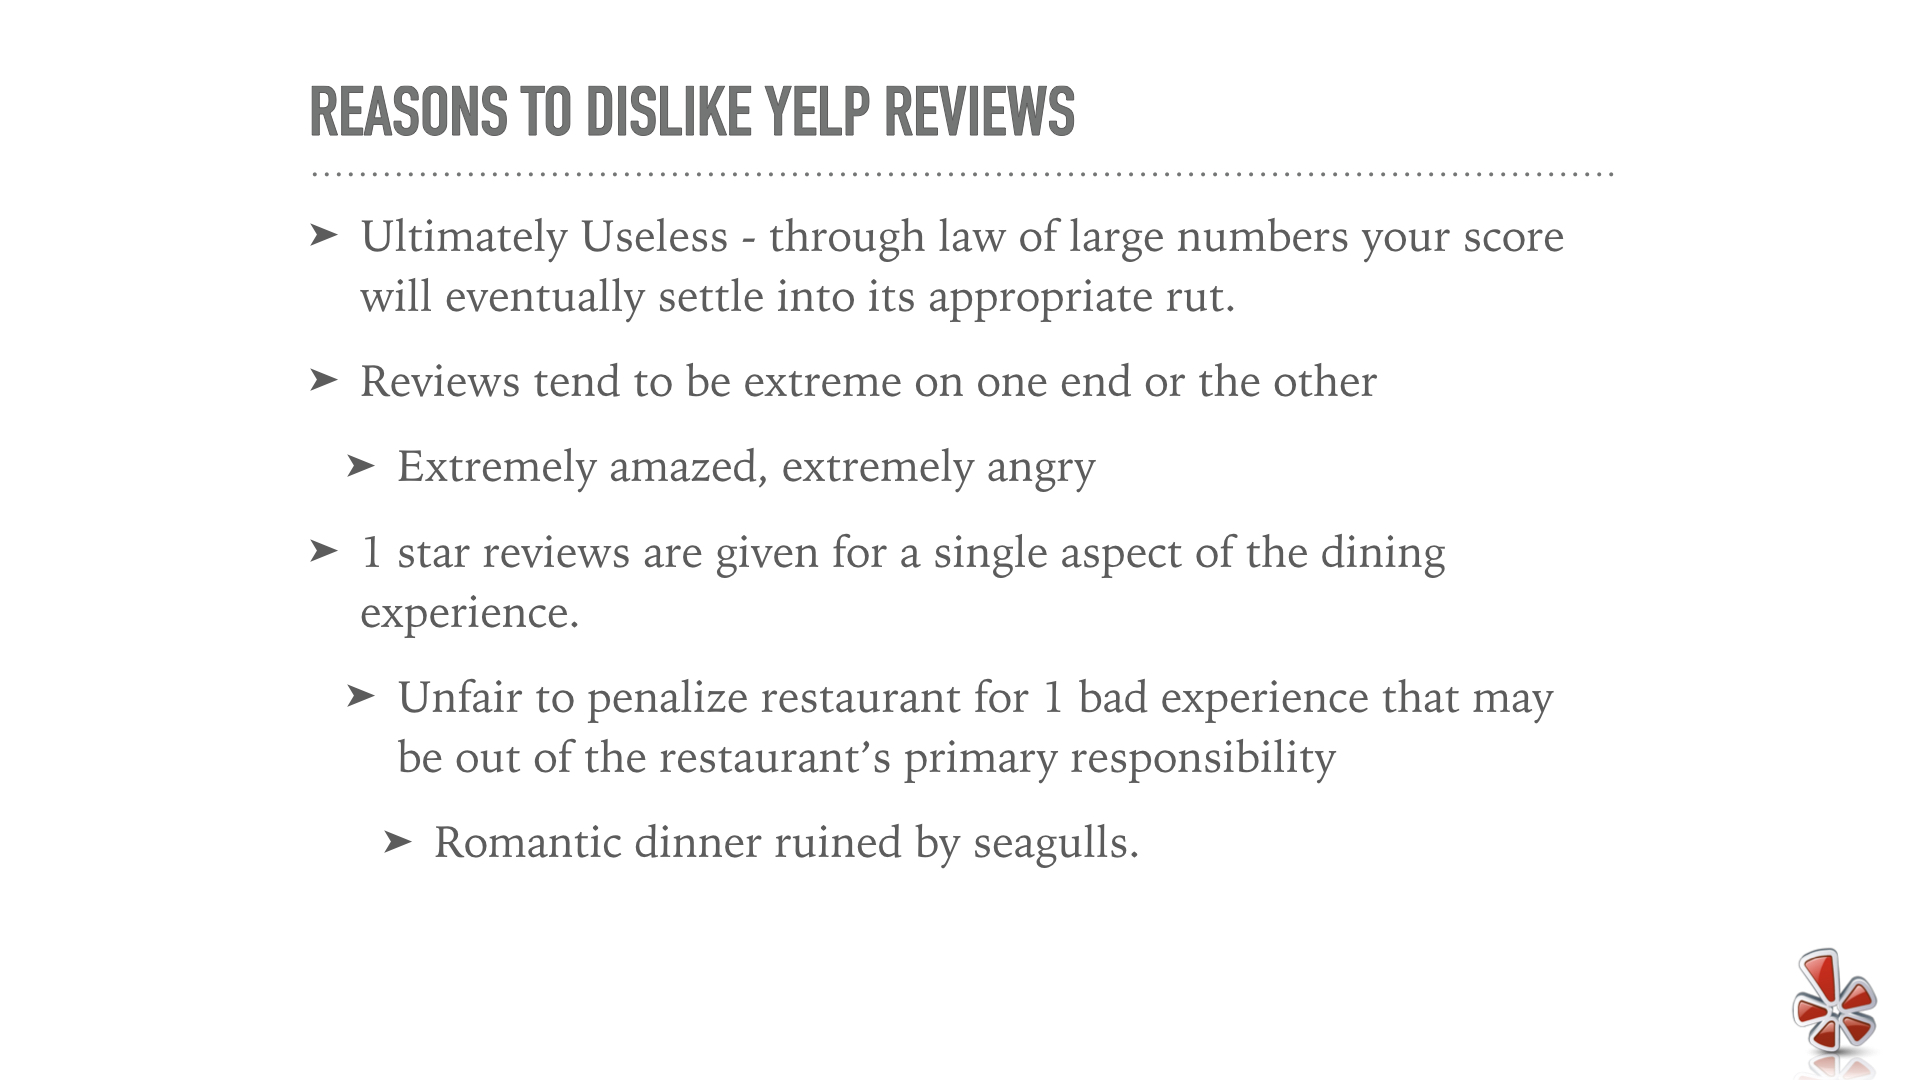 REASONS TO DISLIKE YELP REVIEWS
➤ Ultimately Useless - through law of large numbers your score
will eventually settle into its appropriate rut.
➤ Reviews tend to be extreme on one end or the other
➤ Extremely amazed, extremely angry
➤ 1 star reviews are given for a single aspect of the dining
experience.
➤ Unfair to penalize restaurant for 1 bad experience that may
be out of the restaurant’s primary responsibility
➤ Romantic dinner ruined by seagulls.